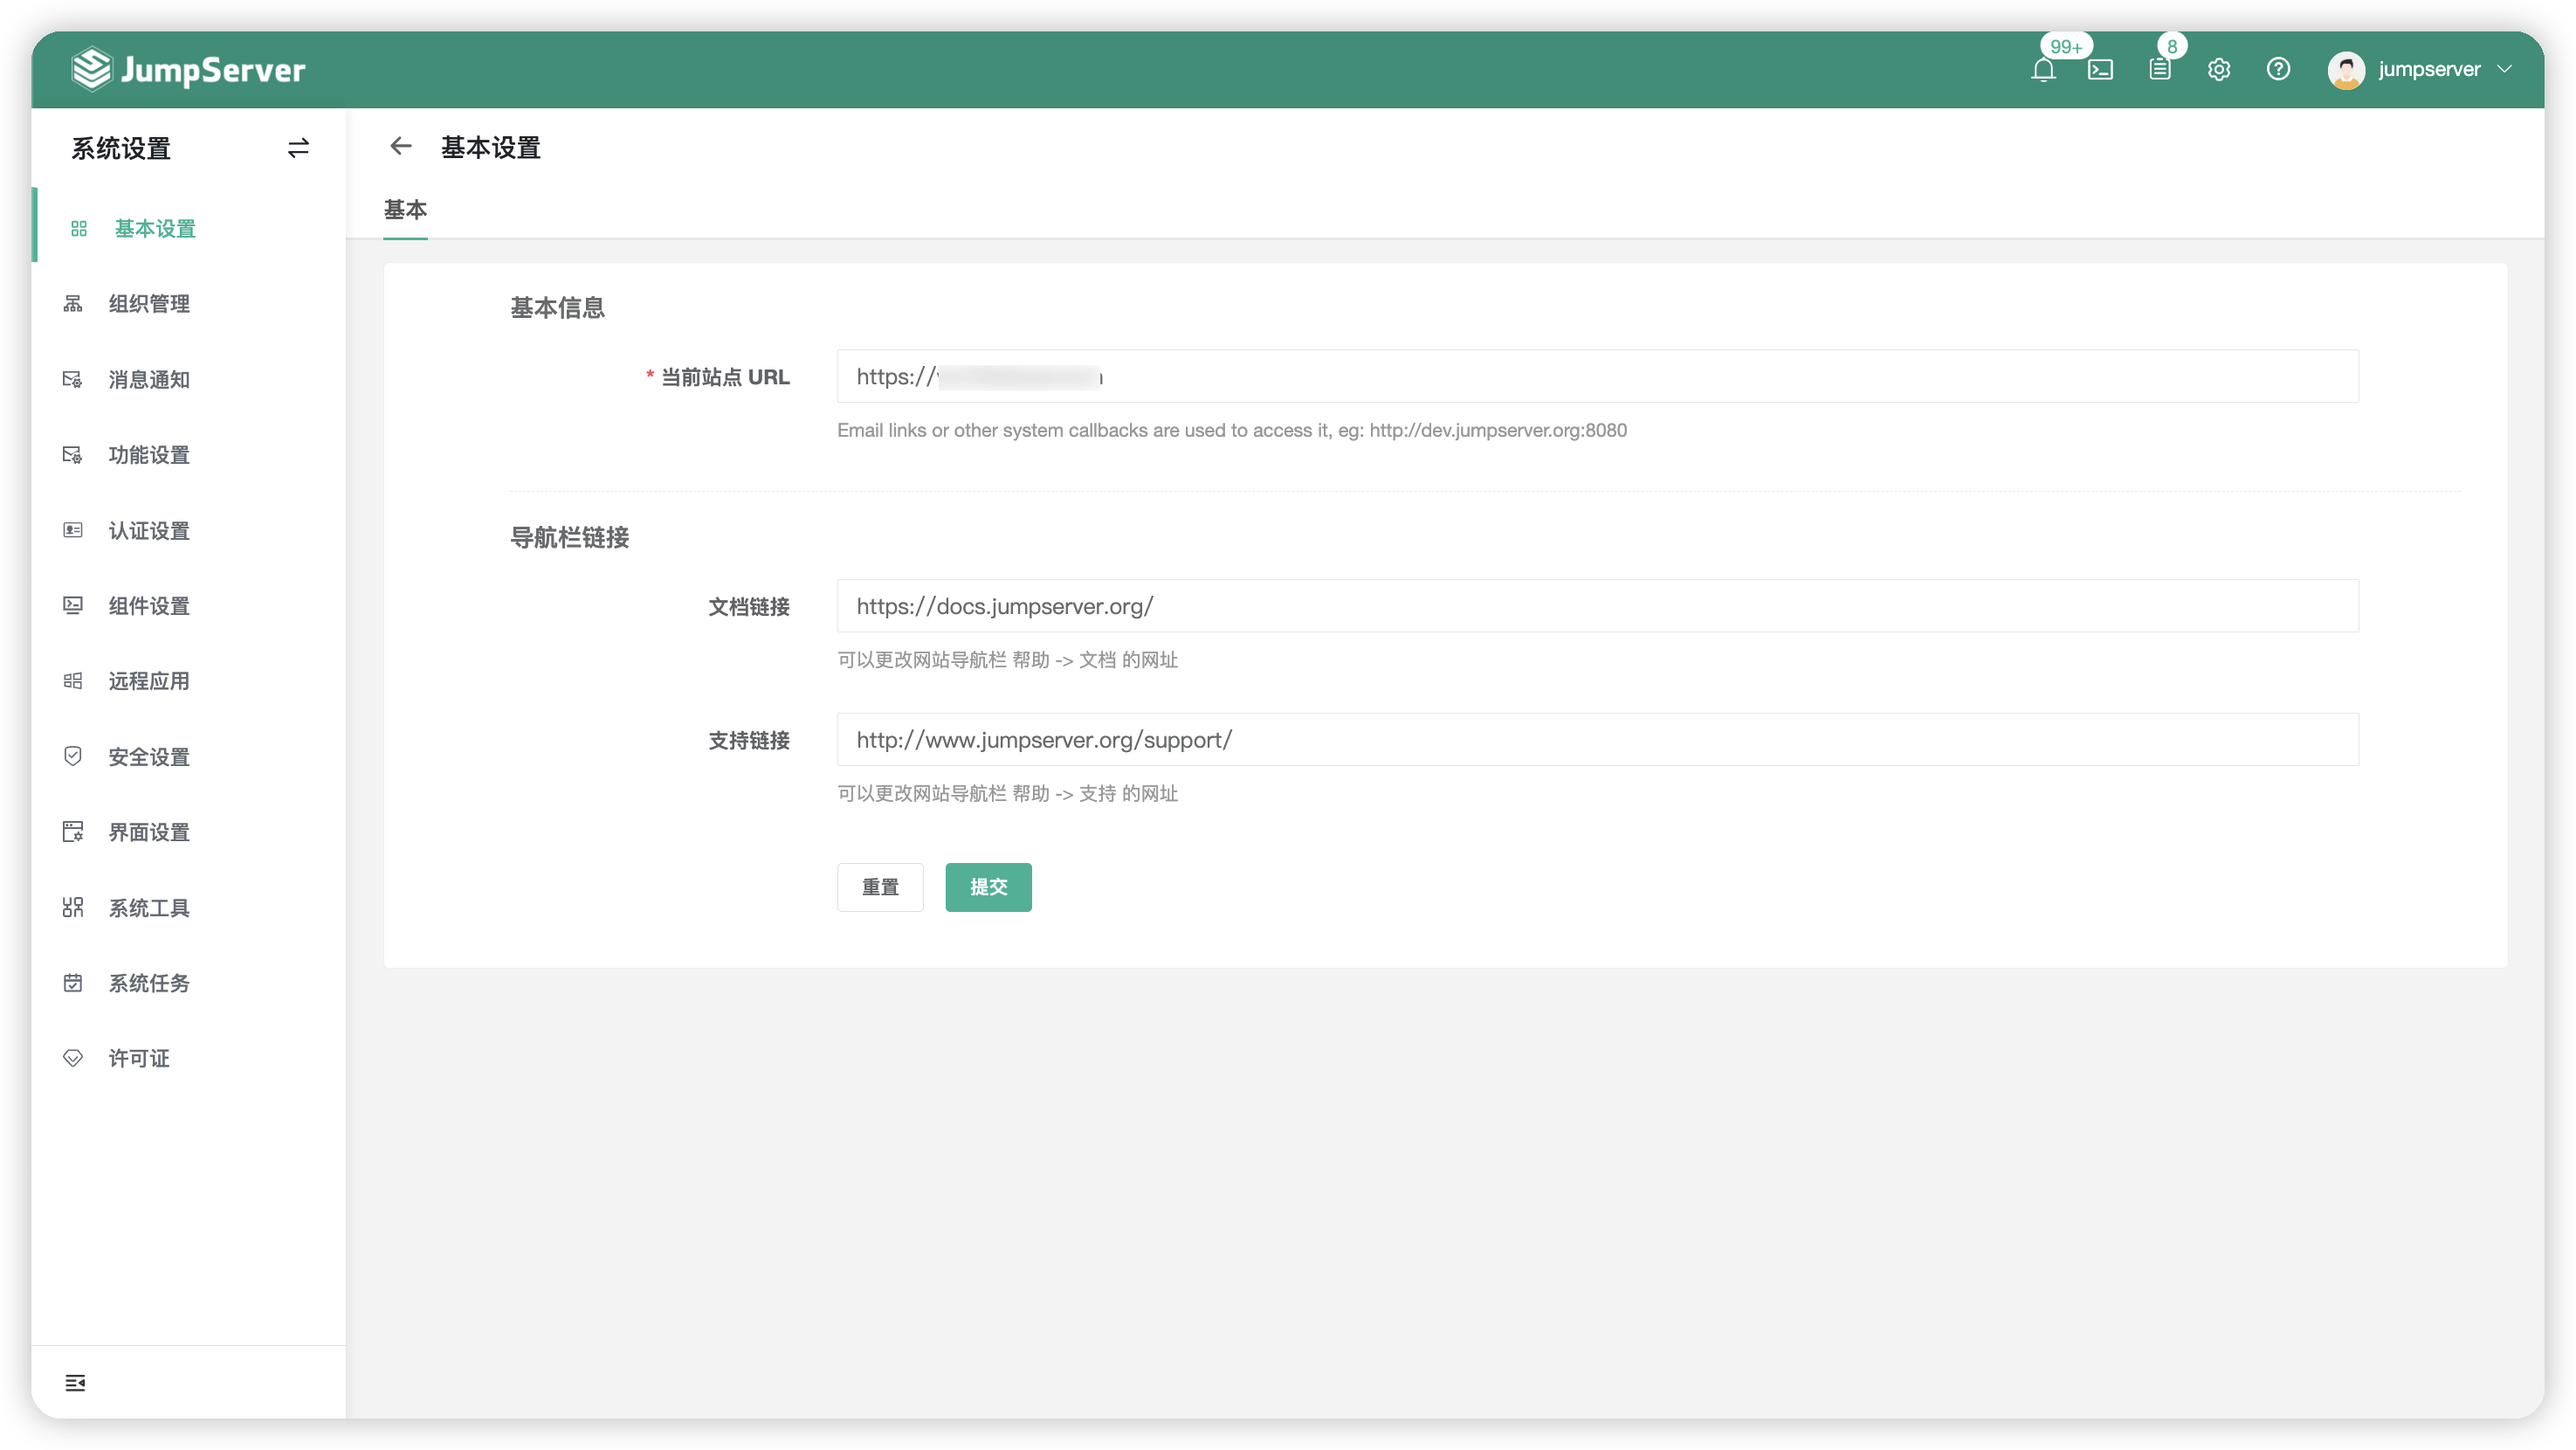 JumpServer
99+
8
jumpserver
系统设置
基本设置
组织管理
消息通知
功能设置
认证设置
组件设置
远程应用
安全设置
界面设置
系统工具
系统任务
许可证
基本设置
基本
基本信息
* 当前站点 URL
https://
Email links or other system callbacks are used to access it, eg: http://dev.jumpserver.org:8080
导航栏链接
文档链接
https://docs.jumpserver.org/
可以更改网站导航栏 帮助 -> 文档 的网址
支持链接
http://www.jumpserver.org/support/
可以更改网站导航栏 帮助 -> 支持 的网址
重置
提交